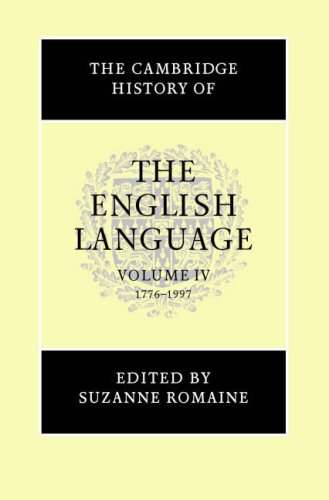 THE CAMBRIDGE
HISTORY OF
THE
ENGLISH
LANGUAGE
VOLUME IV
1776–1997
EDITED BY
SUZANNE ROMAINE